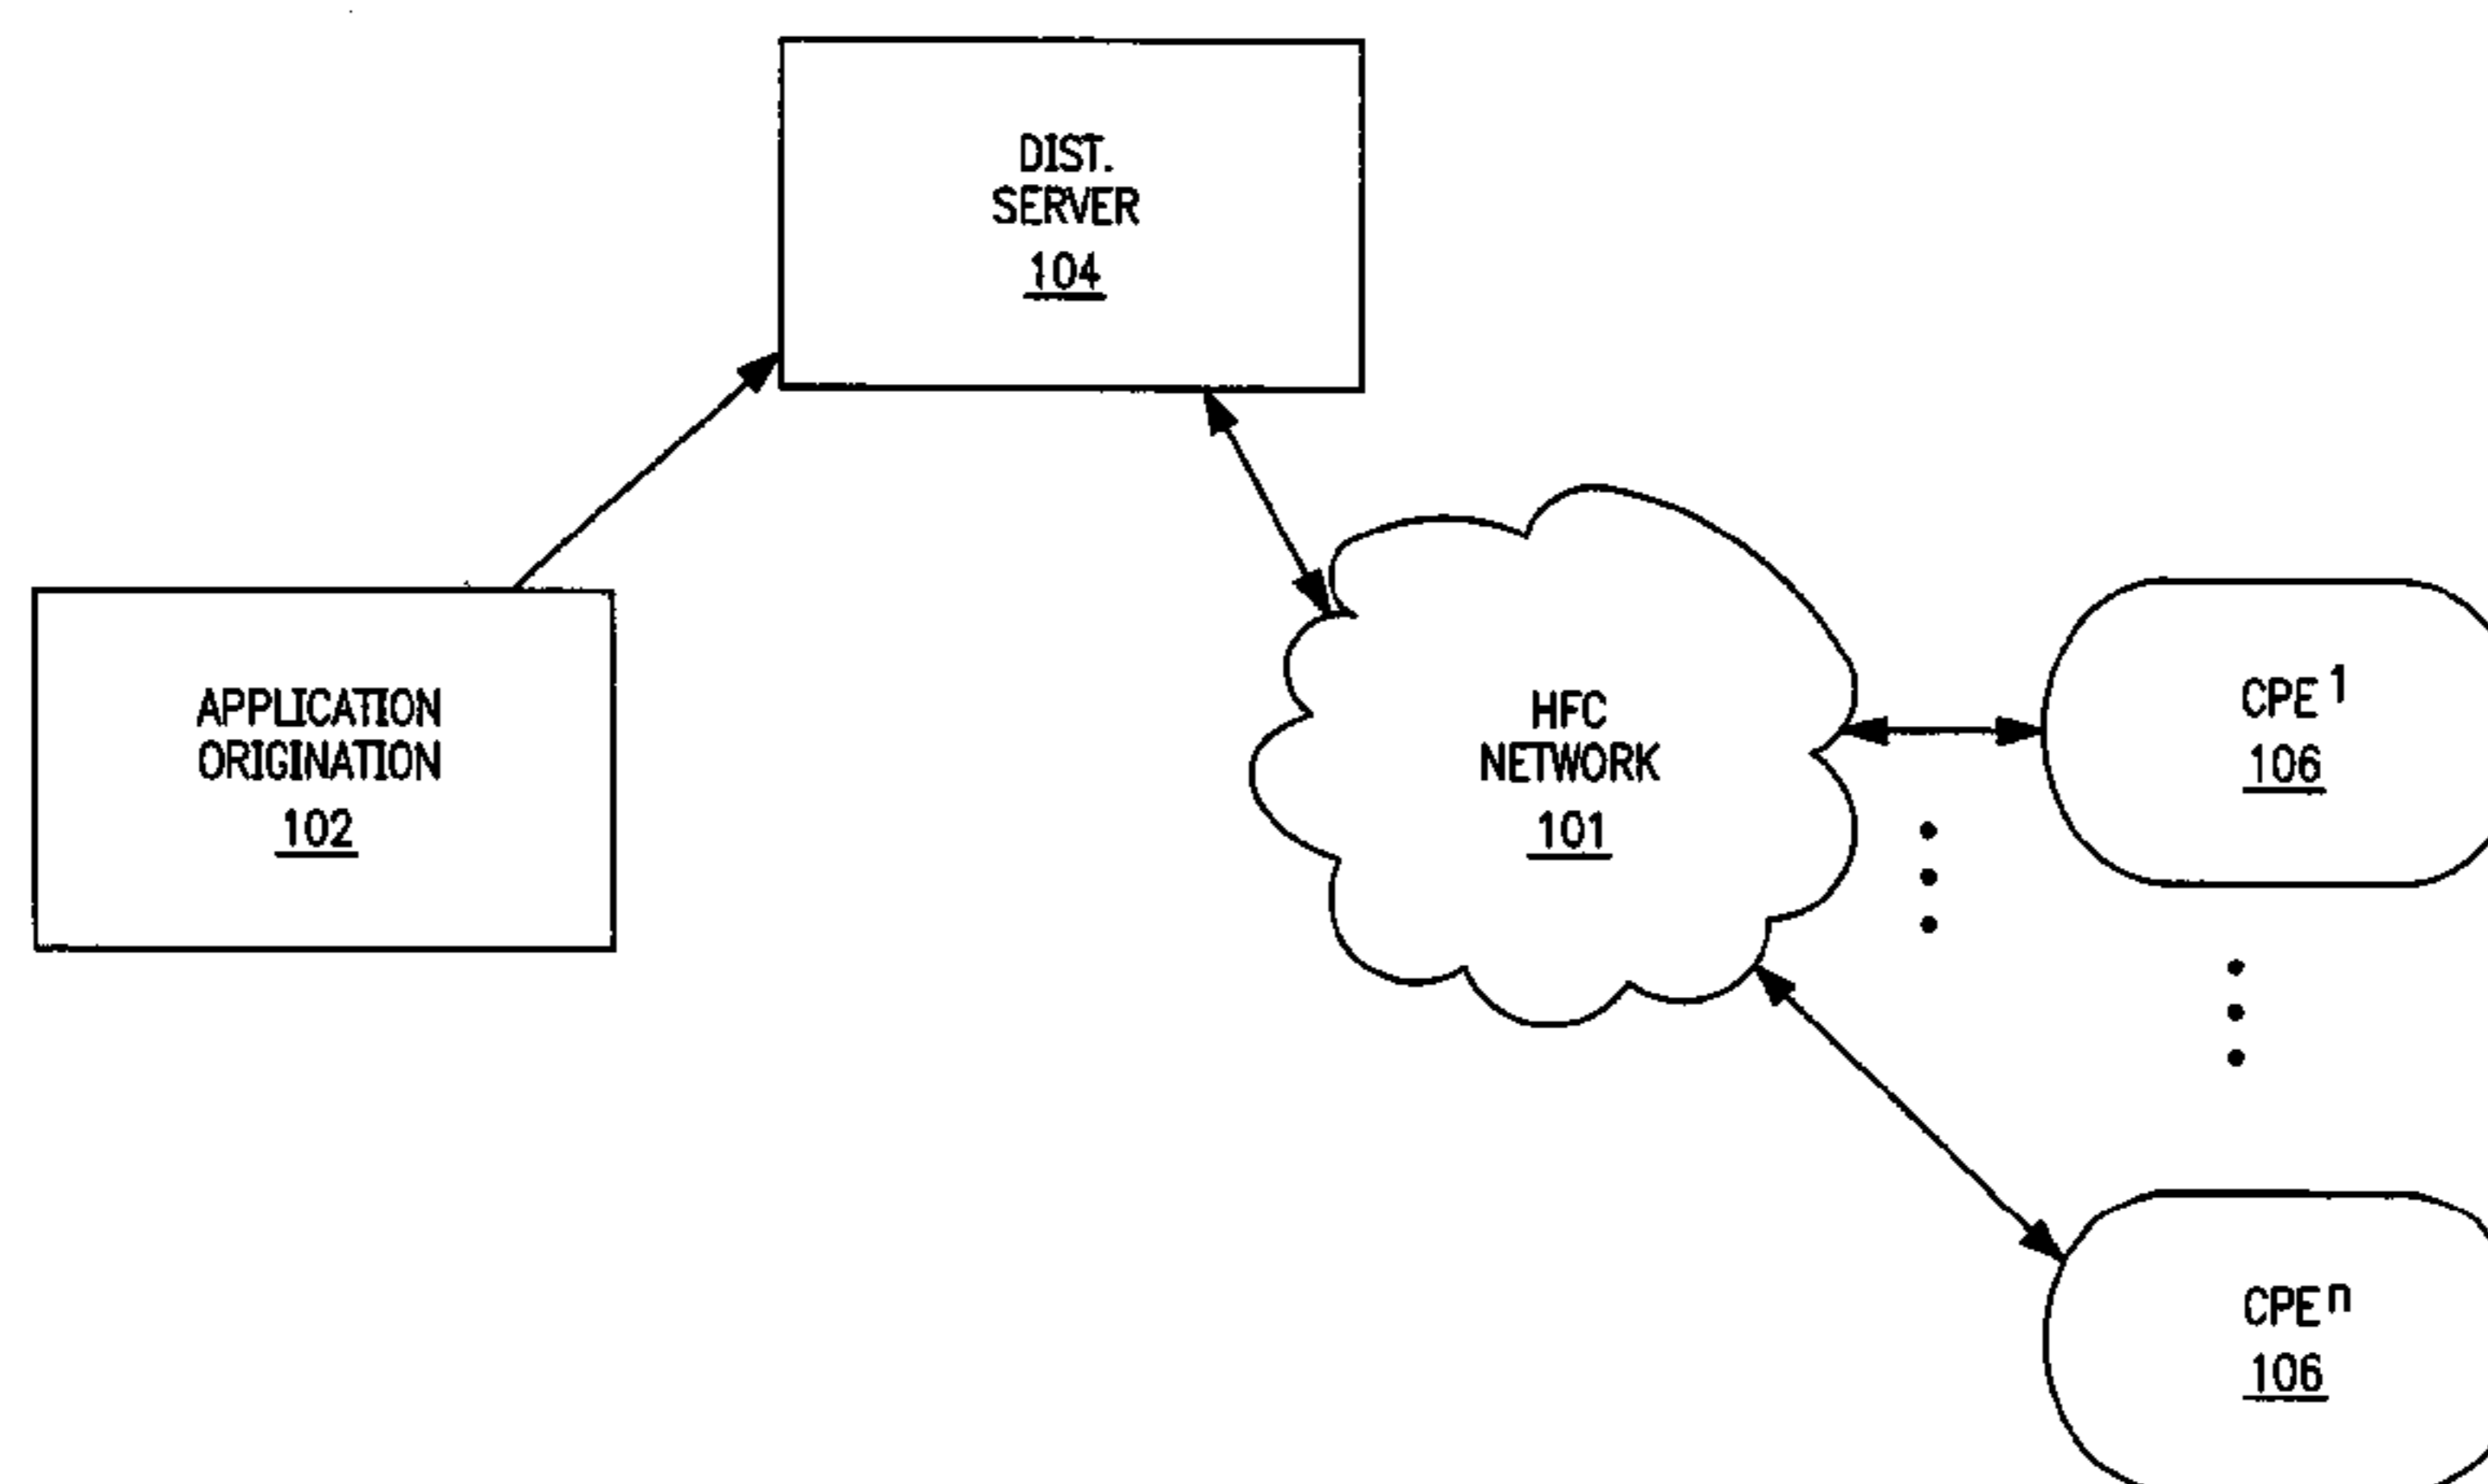 DIST.
SERVER
104
APPLICATION
ORIGINATION
102
HFC
NETWORK
101
CPE 1
106
CPE n
106